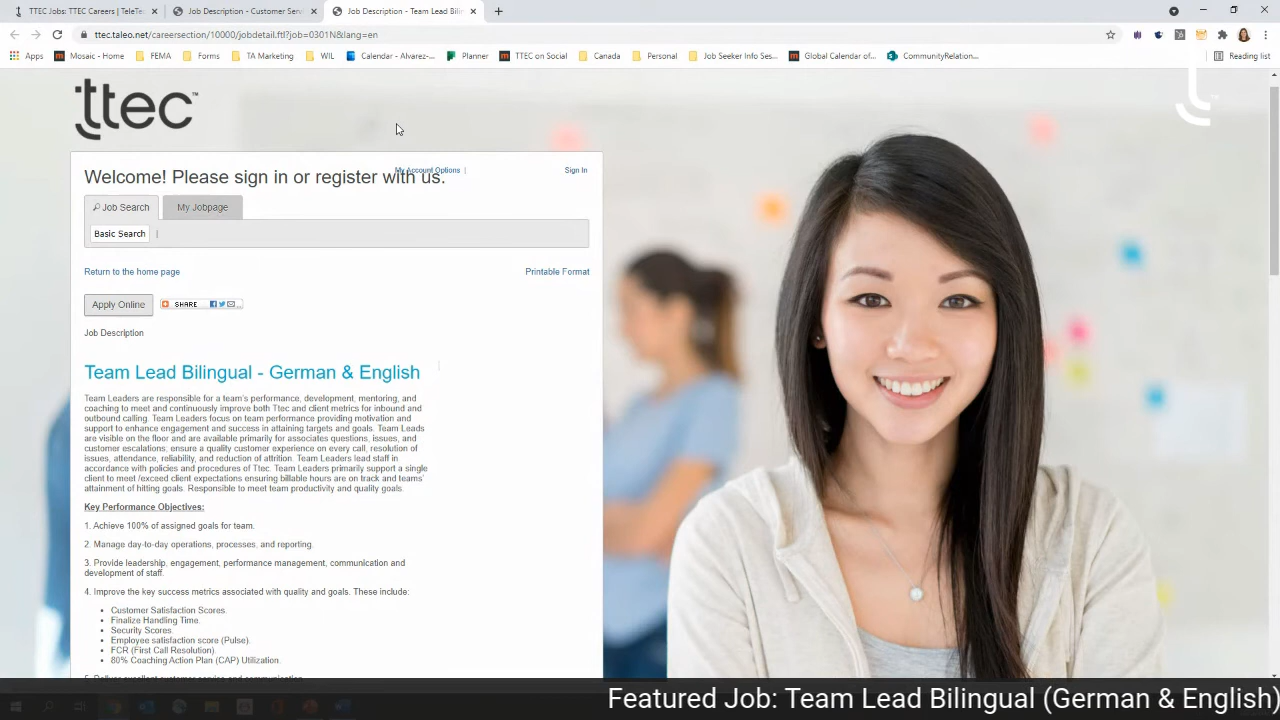 TTEC Jobs: TTEC Careers | TeleTe
Job Description - Customer Servi
Job Description - Team Lead Bilin
ttec.taleo.net/careersection/10000/jobdetail.ftl?job=0301N&lang=en
Apps
Mosaic - Home
FEMA
Forms
TA Marketing
WIL
Calendar - Alvarez-...
Planner
TTEC on Social
Canada
Personal
Job Seeker Info Ses...
Global Calendar of...
CommunityRelation...
Reading list
ttec™
My Account Options |
Sign In
Welcome! Please sign in or register with us.
Job Search
My Jobpage
Basic Search |
Return to the home page
Printable Format
Apply Online
SHARE
Job Description
Team Lead Bilingual - German & English
Team Leaders are responsible for a team's performance, development, mentoring, and
coaching to meet and continuously improve both Ttec and client metrics for inbound and
outbound calling. Team Leaders focus on team performance providing motivation and
support to enhance engagement and success in attaining targets and goals. Team Leads
are visible on the floor and are available primarily for associates questions, issues, and
customer escalations, ensure a quality customer experience on every call, resolution of
issues, attendance, reliability, and reduction of attrition. Team Leaders lead staff in
accordance with policies and procedures of Ttec. Team Leaders primarily support a single
client to meet /exceed client expectations ensuring billable hours are on track and teams'
attainment of hitting goals. Responsible to meet team productivity and quality goals.
Key Performance Objectives:
1. Achieve 100% of assigned goals for team.
2. Manage day-to-day operations, processes, and reporting.
3. Provide leadership, engagement, performance management, communication and
development of staff.
4. Improve the key success metrics associated with quality and goals. These include:
• Customer Satisfaction Scores.
• Finalize Handling Time.
• Security Scores.
• Employee satisfaction score (Pulse).
• FCR (First Call Resolution).
• 80% Coaching Action Plan (CAP) Utilization.
Featured Job: Team Lead Bilingual (German & English)